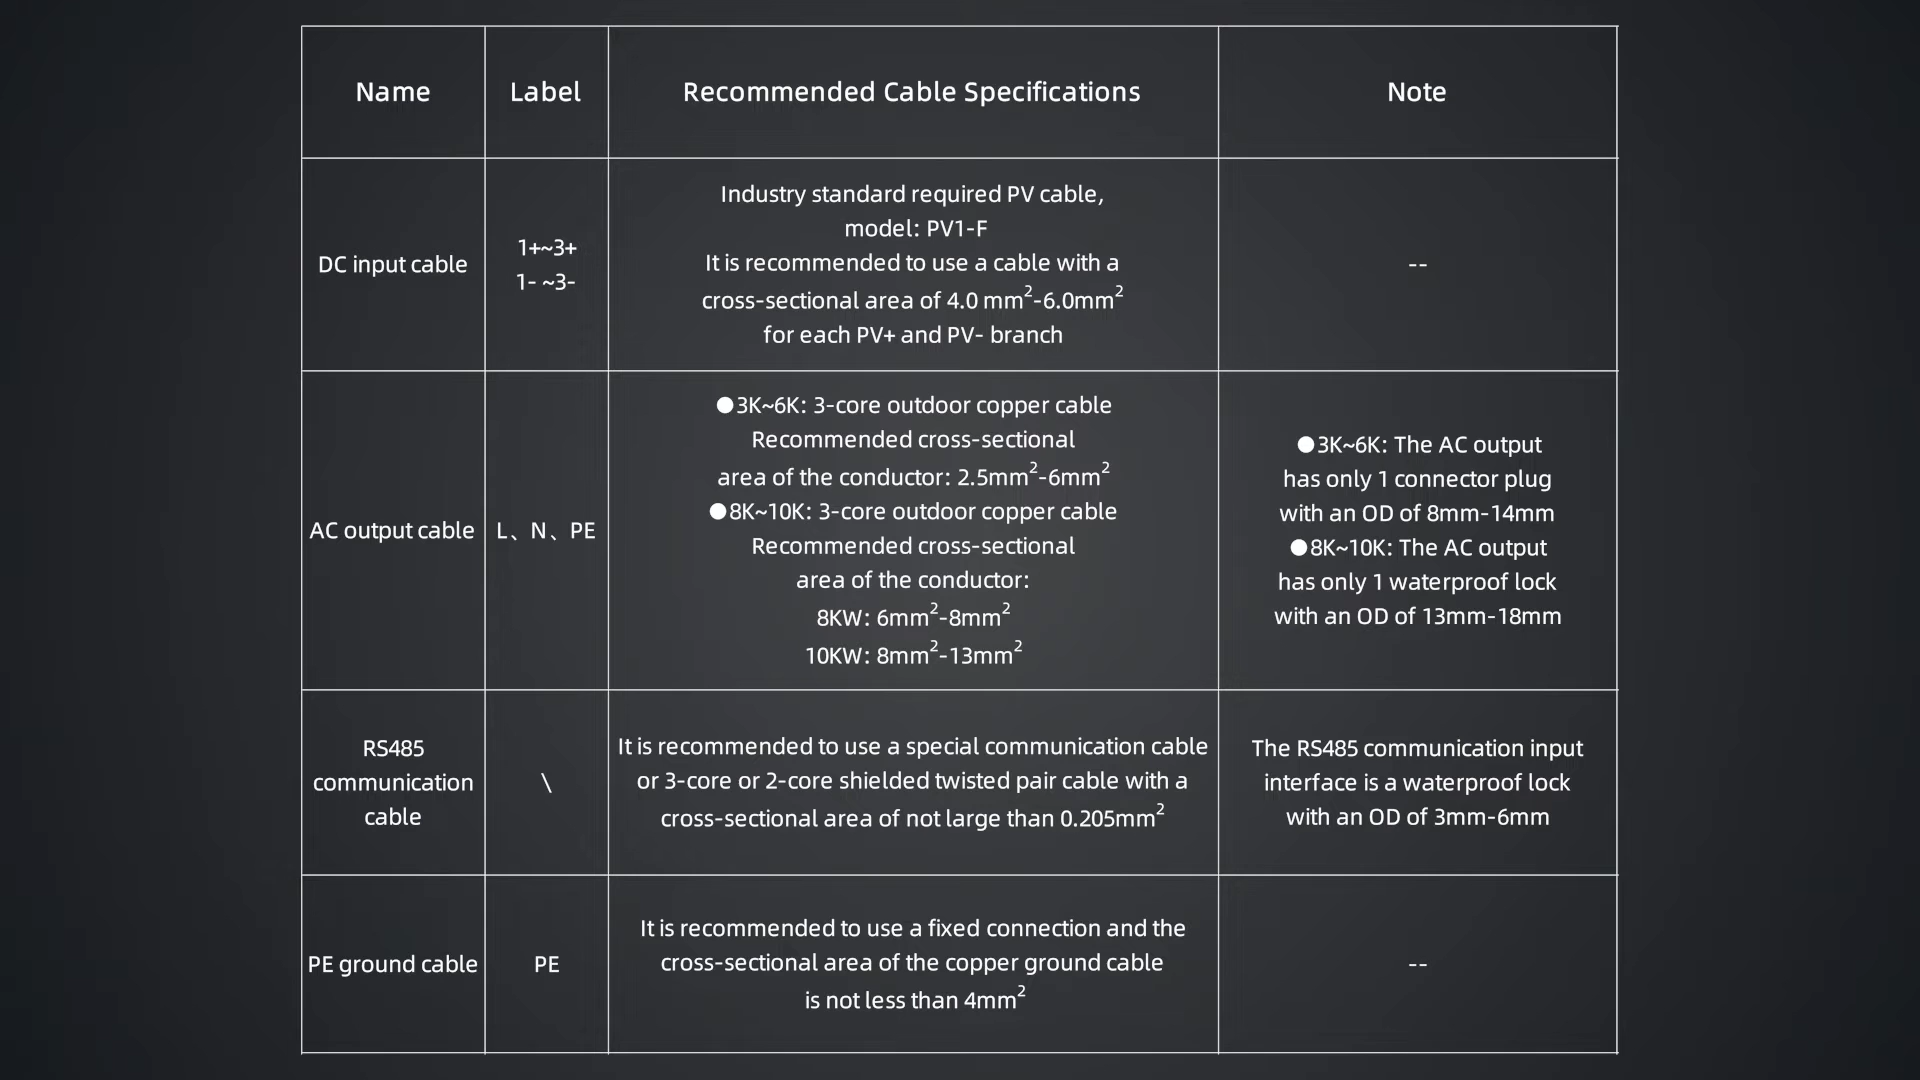 Name
Label
Recommended Cable Specifications
Note
DC input cable
1+~3+
1- ~3-
Industry standard required PV cable,
model: PV1-F
It is recommended to use a cable with a
cross-sectional area of 4.0 mm²-6.0mm²
for each PV+ and PV- branch
--
AC output cable
L、N、PE
●3K~6K: 3-core outdoor copper cable
Recommended cross-sectional
area of the conductor: 2.5mm²-6mm²
●8K~10K: 3-core outdoor copper cable
Recommended cross-sectional
area of the conductor:
8KW: 6mm²-8mm²
10KW: 8mm²-13mm²
●3K~6K: The AC output
has only 1 connector plug
with an OD of 8mm-14mm
●8K~10K: The AC output
has only 1 waterproof lock
with an OD of 13mm-18mm
RS485
communication
cable
\
It is recommended to use a special communication cable
or 3-core or 2-core shielded twisted pair cable with a
cross-sectional area of not large than 0.205mm²
The RS485 communication input
interface is a waterproof lock
with an OD of 3mm-6mm
PE ground cable
PE
It is recommended to use a fixed connection and the
cross-sectional area of the copper ground cable
is not less than 4mm²
--